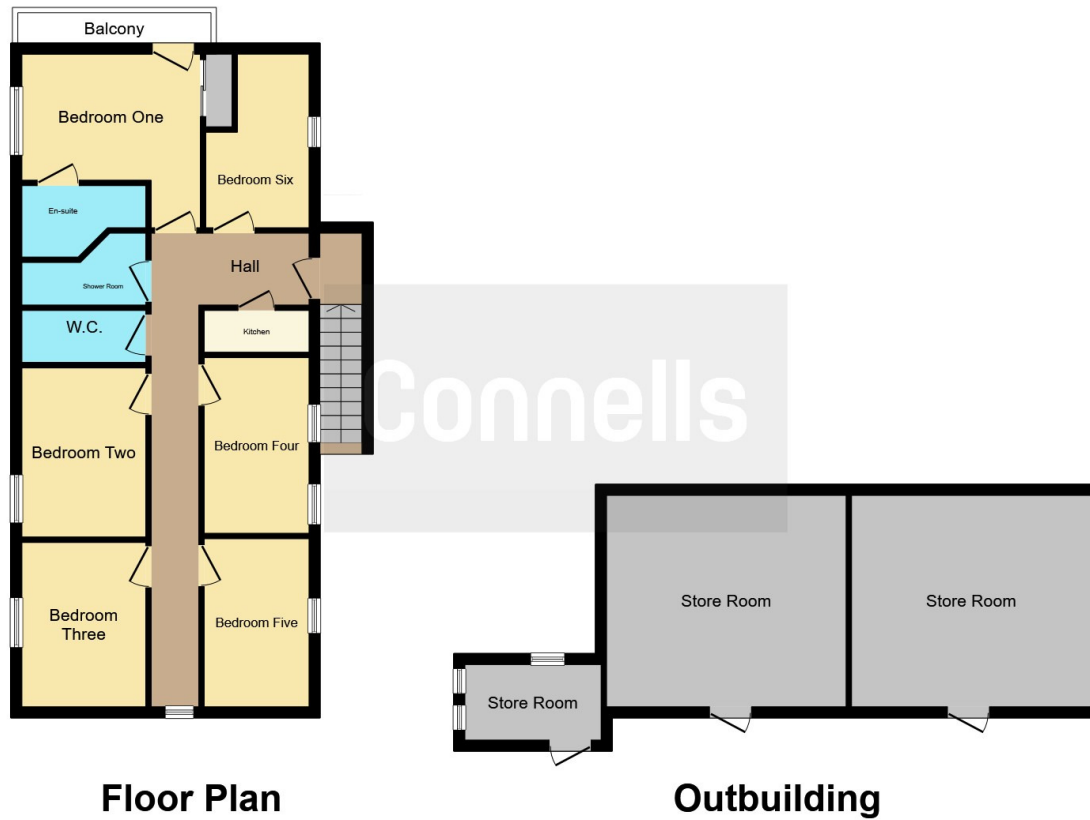 Balcony
Bedroom One
Bedroom Six
En-suite
Hall
Shower Room
W.C.
Kitchen
Connells
Bedroom Two
Bedroom Four
Bedroom
Three
Bedroom Five
Store Room
Store Room
Store Room
Floor Plan
Outbuilding